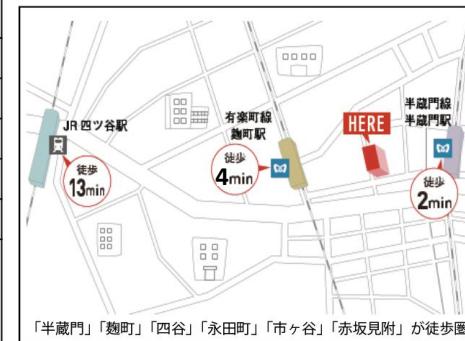 JR四ツ谷駅
徒歩
13min
有楽町線
麹町駅
徒歩
4min
HERE
半蔵門線
半蔵門駅
徒歩
2min
「半蔵門」「麹町」「四谷」「永田町」「市ヶ谷」「赤坂見附」が徒歩圏